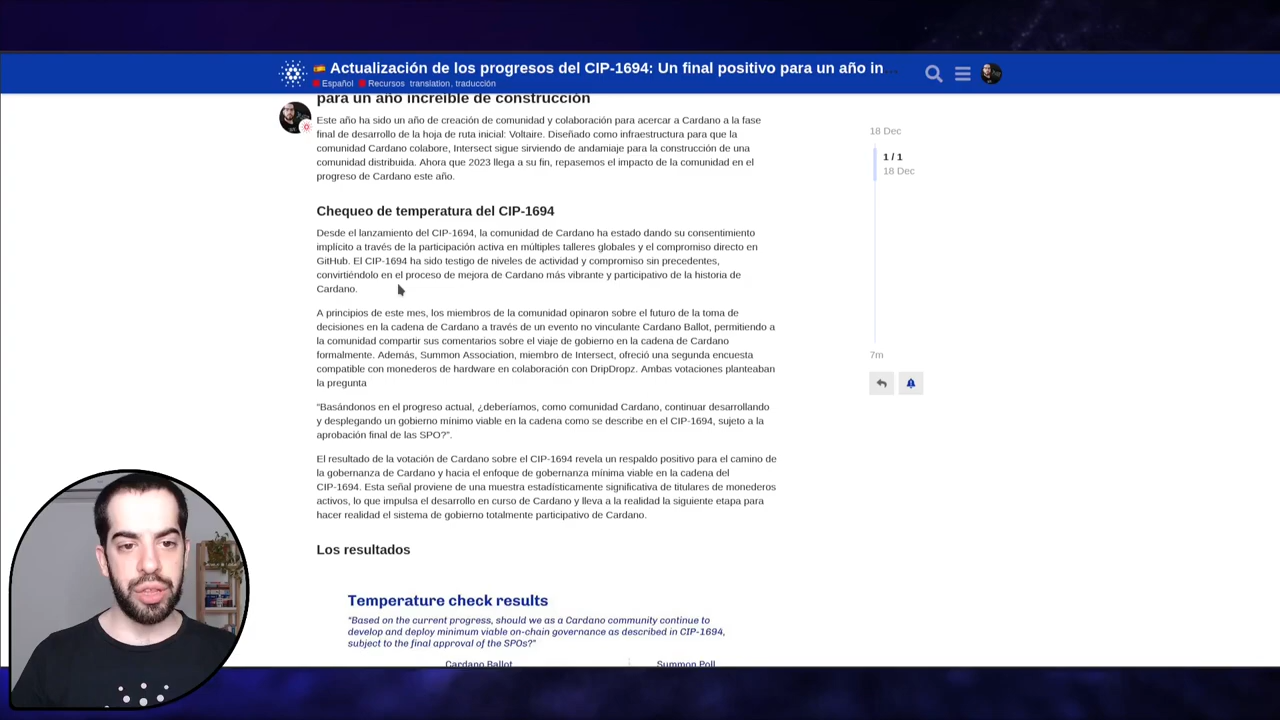 Actualización de los progresos del CIP-1694: Un final positivo para un año in...
Español Recursos translation, traducción
para un año increíble de construcción
Este año ha sido un año de creación de comunidad y colaboración para acercar a Cardano a la fase
final de desarrollo de la hoja de ruta inicial: Voltaire. Diseñado como infraestructura para que la
comunidad Cardano colabore, Intersect sigue sirviendo de andamiaje para la construcción de una
comunidad distribuida. Ahora que 2023 llega a su fin, repasemos el impacto de la comunidad en el
progreso de Cardano este año.
18 Dec
1 / 1
18 Dec
Chequeo de temperatura del CIP-1694
Desde el lanzamiento del CIP-1694, la comunidad de Cardano ha estado dando su consentimiento
implícito a través de la participación activa en múltiples talleres globales y el compromiso directo en
GitHub. El CIP-1694 ha sido testigo de niveles de actividad y compromiso sin precedentes,
convirtiéndolo en el proceso de mejora de Cardano más vibrante y participativo de la historia de
Cardano.
A principios de este mes, los miembros de la comunidad opinaron sobre el futuro de la toma de
decisiones en la cadena de Cardano a través de un evento no vinculante Cardano Ballot, permitiendo a
la comunidad compartir sus comentarios sobre el viaje de gobierno en la cadena de Cardano
formalmente. Además, Summon Association, miembro de Intersect, ofreció una segunda encuesta
compatible con monederos de hardware en colaboración con DripDropz. Ambas votaciones planteaban
la pregunta
7m
"Basándonos en el progreso actual, ¿deberíamos, como comunidad Cardano, continuar desarrollando
y desplegando un gobierno mínimo viable en la cadena como se describe en el CIP-1694, sujeto a la
aprobación final de las SPO?".
El resultado de la votación de Cardano sobre el CIP-1694 revela un respaldo positivo para el camino de
la gobernanza de Cardano y hacia el enfoque de gobernanza mínima viable en la cadena del
CIP-1694. Esta señal proviene de una muestra estadísticamente significativa de titulares de monederos
activos, lo que impulsa el desarrollo en curso de Cardano y lleva a la realidad la siguiente etapa para
hacer realidad el sistema de gobierno totalmente participativo de Cardano.
Los resultados
Temperature check results
"Based on the current progress, should we as a Cardano community continue to
develop and deploy minimum viable on-chain governance as described in CIP-1694,
subject to the final approval of the SPOs?"
Cardano Ballot
Summon Poll